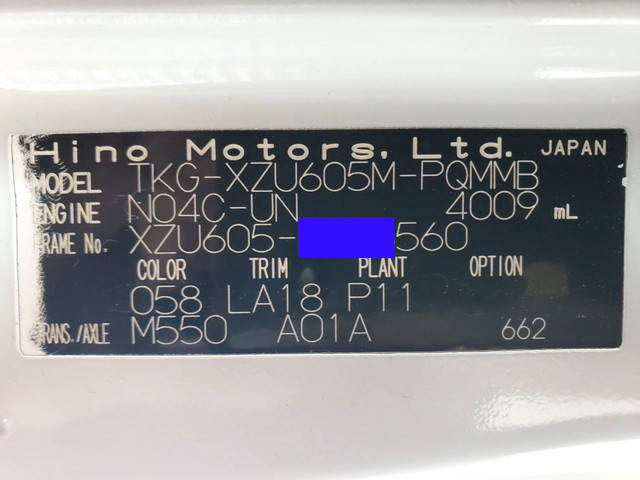 Hino Motors, Ltd. JAPAN
MODEL TKG-XZU605M-PQMMB
ENGINE N04C-UN 4009 mL
FRAME No. XZU605- 560
COLOR TRIM PLANT OPTION
058 LA18 P11
TRANS./AXLE M550 A01A 662